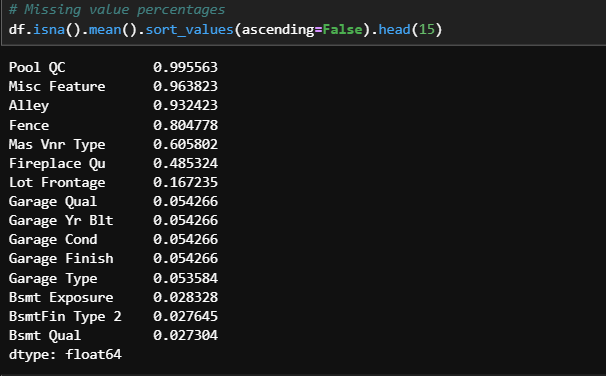 # Missing value percentages
df.isna().mean().sort_values(ascending=False).head(15)
Pool QC 0.995563
Misc Feature 0.963823
Alley 0.932423
Fence 0.804778
Mas Vnr Type 0.605802
Fireplace Qu 0.485324
Lot Frontage 0.167235
Garage Qual 0.054266
Garage Yr Blt 0.054266
Garage Cond 0.054266
Garage Finish 0.054266
Garage Type 0.053584
Bsmt Exposure 0.028328
BsmtFin Type 2 0.027645
Bsmt Qual 0.027304
dtype: float64